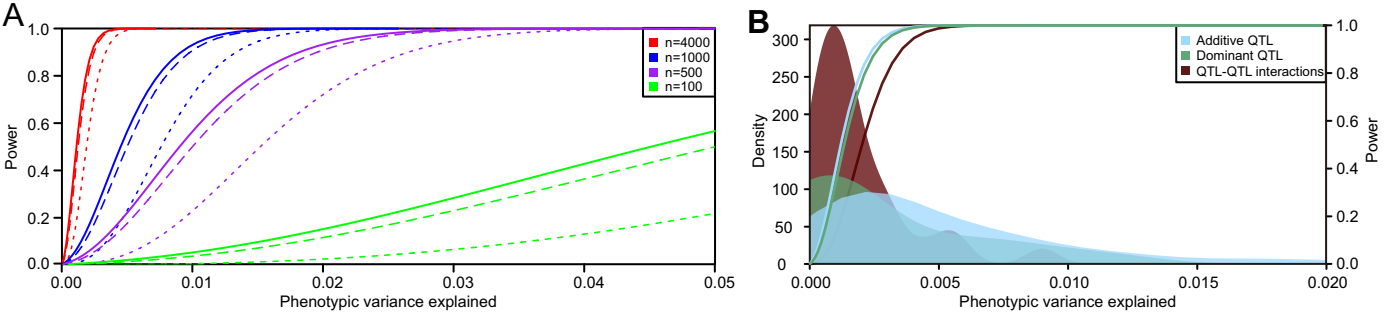 A
Power
1.0
0.8
0.6
0.4
0.2
0.0
0.00 0.01 0.02 0.03 0.04 0.05
Phenotypic variance explained
n=4000
n=1000
n=500
n=100
B
Density
300
250
200
150
100
50
0
0.000 0.005 0.010 0.015 0.020
Phenotypic variance explained
Additive QTL
Dominant QTL
QTL-QTL interactions
1.0
0.8
0.6
0.4
0.2
0.0
Power